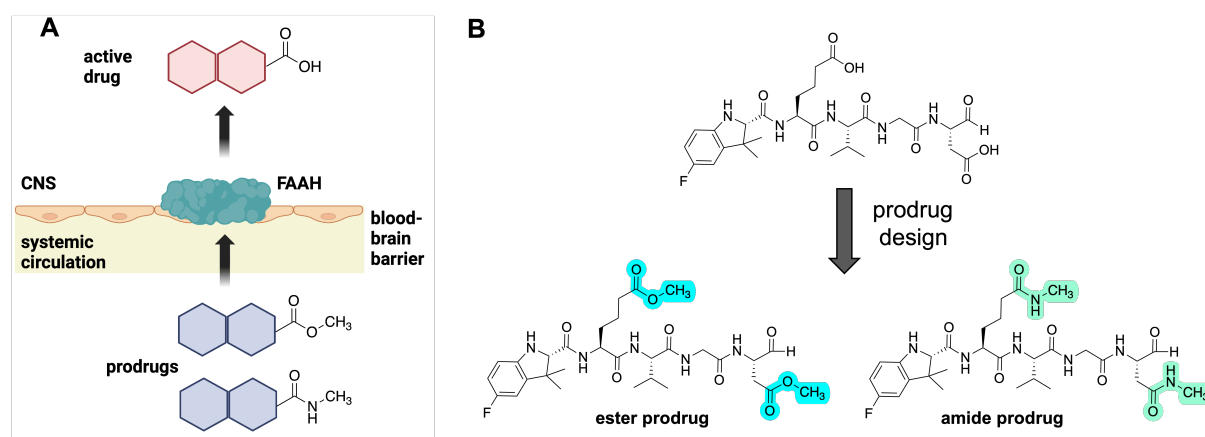 A
active
drug
O
OH
CNS
FAAH
systemic
circulation
blood-
brain
barrier
prodrugs
O
O
CH3
O
N
H
CH3
B
O
OH
H
N
O
N
H
O
H
N
O
N
H
O
H
N
O
H
O
OH
F
prodrug
design
O
O
CH3
H
N
O
N
H
O
H
N
O
N
H
O
H
N
O
H
O
O
CH3
F
ester prodrug
O
N
H
CH3
H
N
O
N
H
O
H
N
O
N
H
O
H
N
O
H
H
N
O
CH3
F
amide prodrug